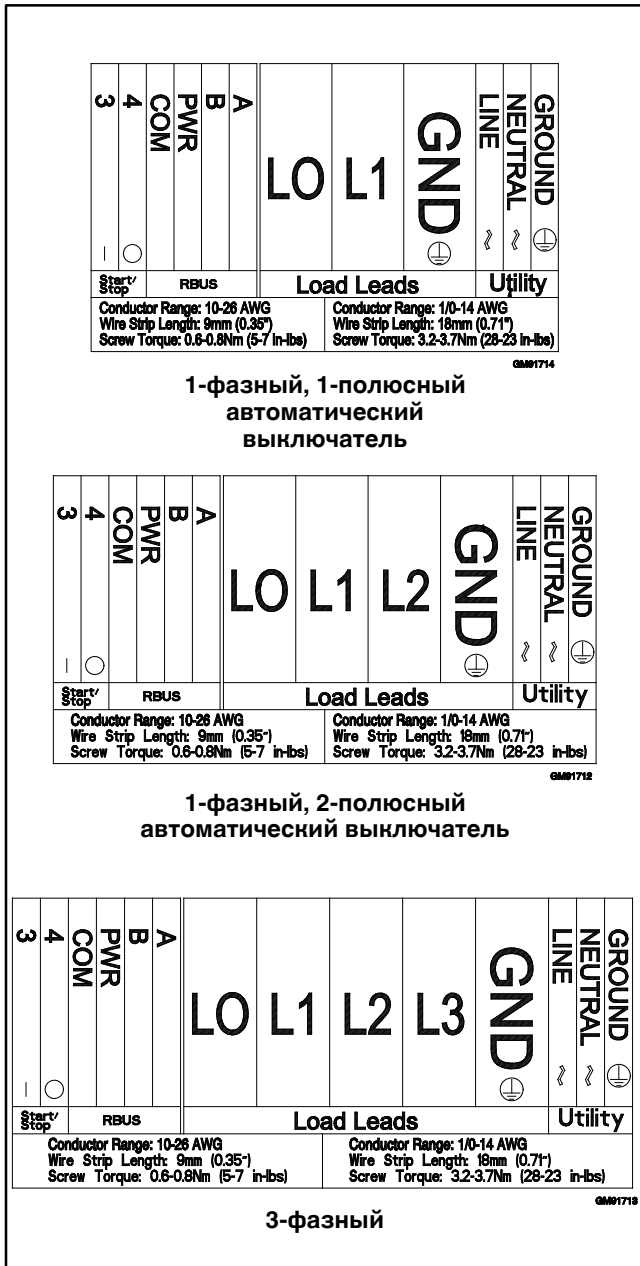 3 4 COM PWR B A LO L1 GND LINE NEUTRAL GROUND
Start/ Stop RBUS Load Leads Utility
Conductor Range: 10-26 AWG
Wire Strip Length: 9mm (0.35")
Screw Torque: 0.6-0.8Nm (5-7 in-lbs)
Conductor Range: 1/0-14 AWG
Wire Strip Length: 18mm (0.71")
Screw Torque: 3.2-3.7Nm (28-23 in-lbs)
GM91714
1-фазный, 1-полюсный
автоматический
выключатель
3 4 COM PWR B A LO L1 L2 GND LINE NEUTRAL GROUND
Start/ Stop RBUS Load Leads Utility
Conductor Range: 10-26 AWG
Wire Strip Length: 9mm (0.35")
Screw Torque: 0.6-0.8Nm (5-7 in-lbs)
Conductor Range: 1/0-14 AWG
Wire Strip Length: 18mm (0.71")
Screw Torque: 3.2-3.7Nm (28-23 in-lbs)
GM91712
1-фазный, 2-полюсный
автоматический выключатель
3 4 COM PWR B A LO L1 L2 L3 GND LINE NEUTRAL GROUND
Start/ Stop RBUS Load Leads Utility
Conductor Range: 10-26 AWG
Wire Strip Length: 9mm (0.35")
Screw Torque: 0.6-0.8Nm (5-7 in-lbs)
Conductor Range: 1/0-14 AWG
Wire Strip Length: 18mm (0.71")
Screw Torque: 3.2-3.7Nm (28-23 in-lbs)
GM91713
3-фазный